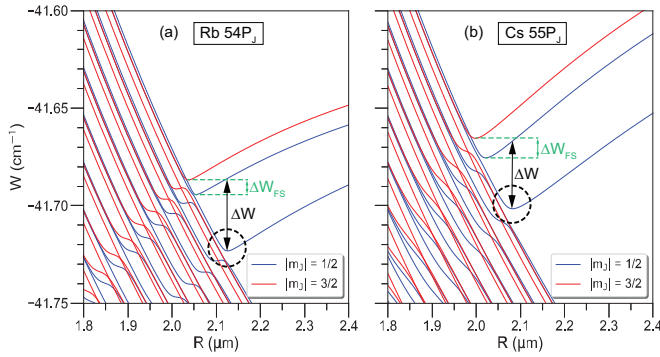 (a) Rb 54P_J
(b) Cs 55P_J
W (cm⁻¹)
-41.60
-41.65
-41.70
-41.75
ΔW_FS
ΔW
|m_J| = 1/2
|m_J| = 3/2
1.8 1.9 2.0 2.1 2.2 2.3 2.4
R (μm)
ΔW_FS
ΔW
|m_J| = 1/2
|m_J| = 3/2
1.8 1.9 2.0 2.1 2.2 2.3 2.4
R (μm)